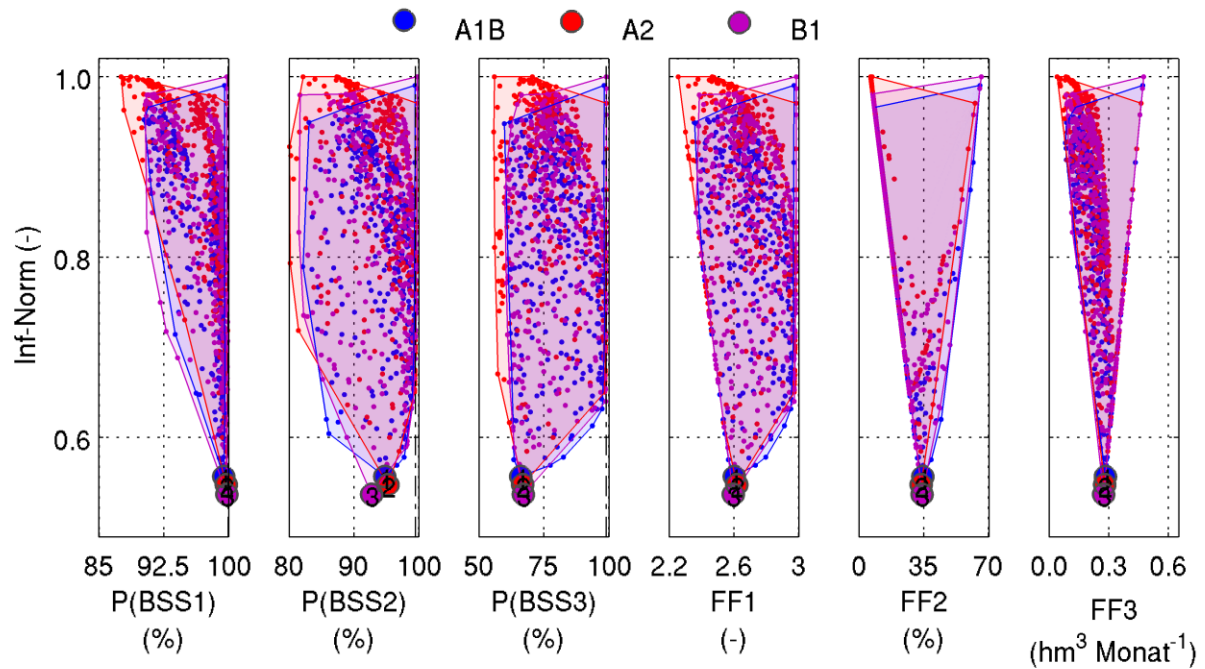 A1B A2 B1
1.0
0.8
0.6
Inf-Norm (-)
2
3
85 92.5 100 80 90 100 50 75 100 2.2 2.6 3 0 35 70 0.0 0.3 0.6
P(BSS1) P(BSS2) P(BSS3) FF1 FF2 FF3
(%) (%) (%) (-) (%) (hm³ Monat⁻¹)